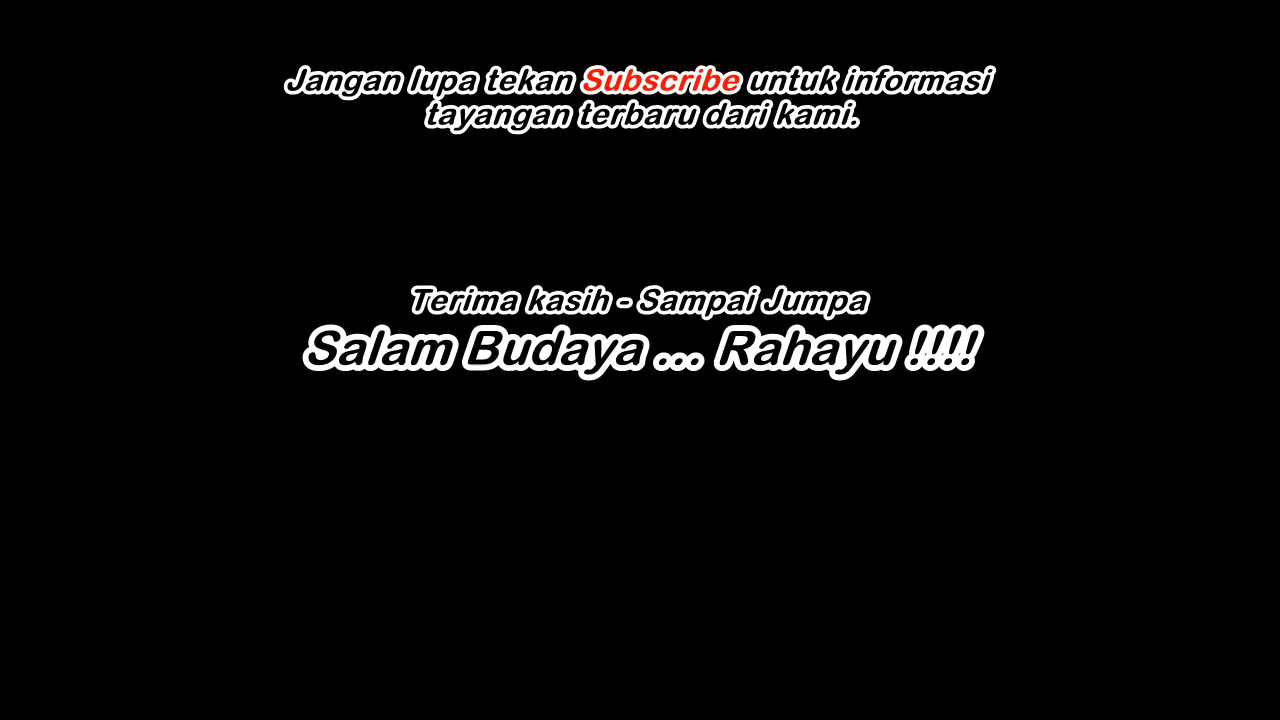 Jangan lupa tekan Subscribe untuk informasi
tayangan terbaru dari kami.
Terima kasih - Sampai Jumpa
Salam Budaya ... Rahayu !!!!